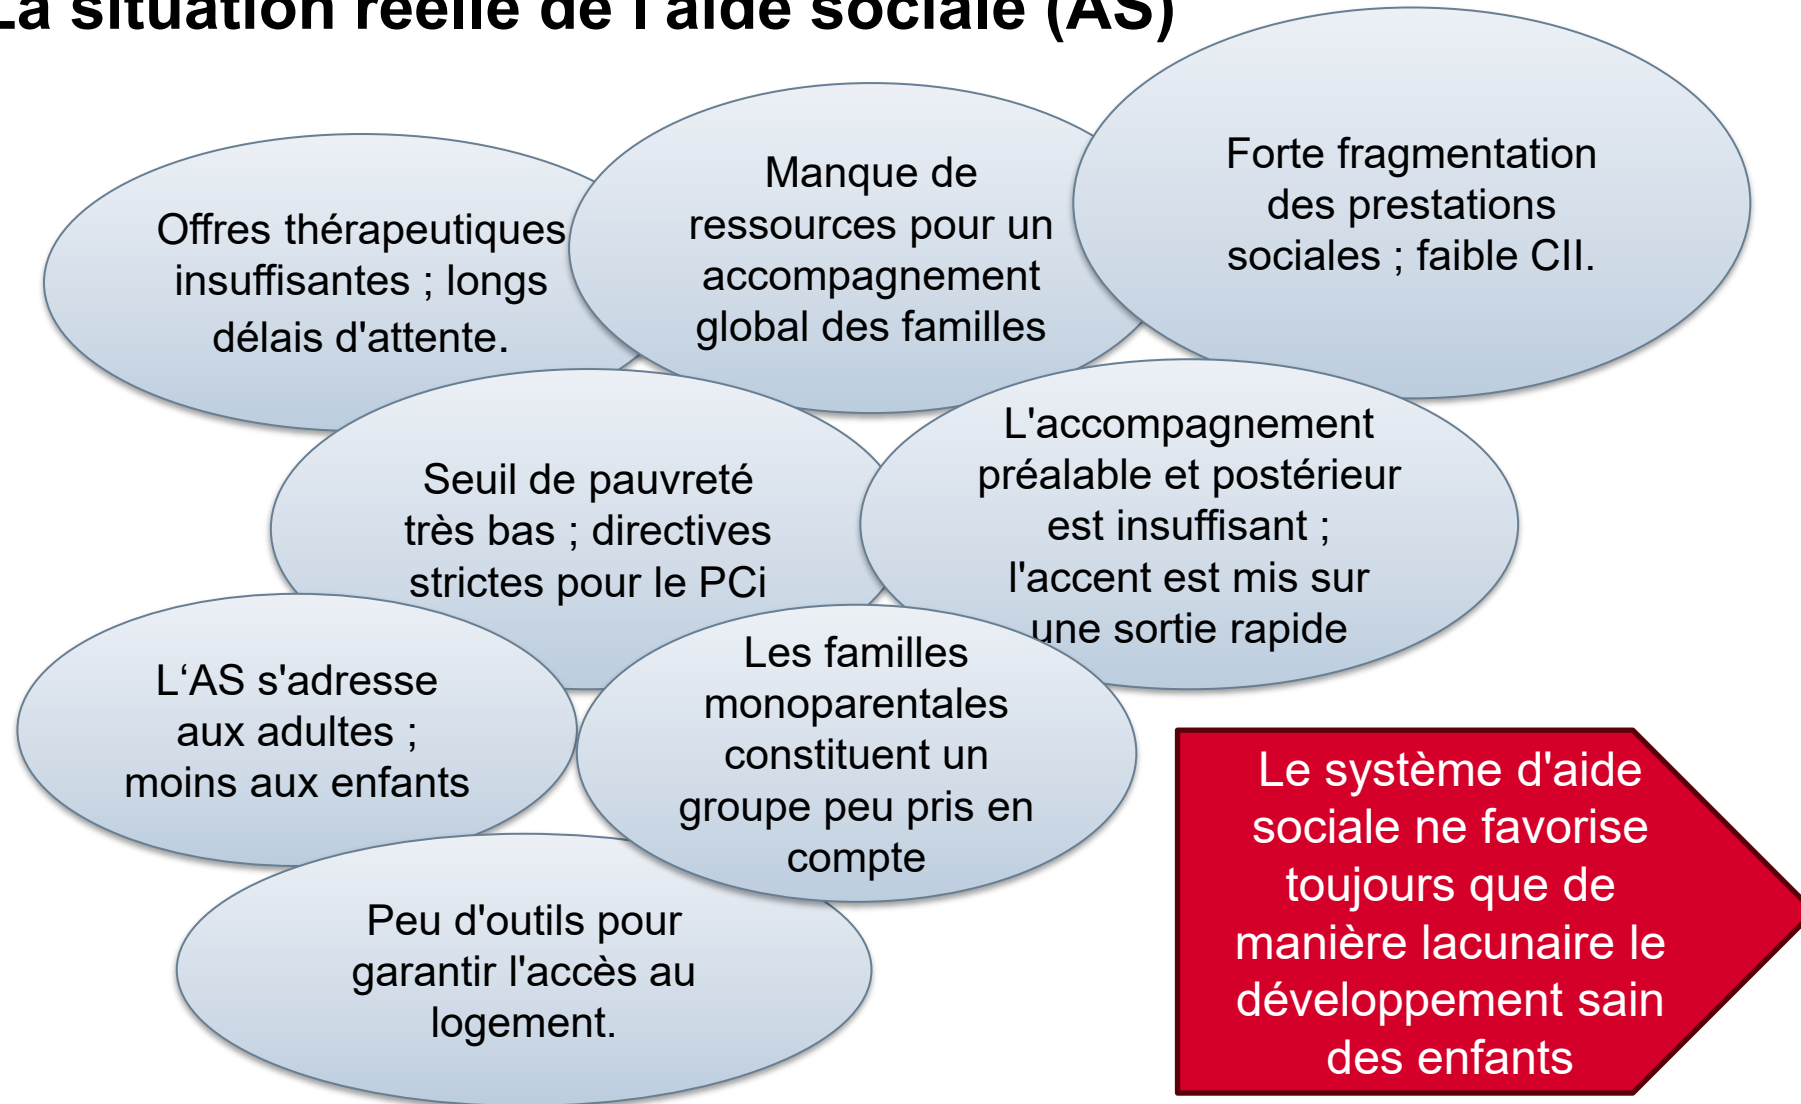 La situation réelle de l'aide sociale (AS)
Offres thérapeutiques
insuffisantes ; longs
délais d'attente.
Manque de
ressources pour un
accompagnement
global des familles
Forte fragmentation
des prestations
sociales ; faible CII.
Seuil de pauvreté
très bas ; directives
strictes pour le PCi
L'accompagnement
préalable et postérieur
est insuffisant ;
l'accent est mis sur
une sortie rapide
L‘AS s'adresse
aux adultes ;
moins aux enfants
Les familles
monoparentales
constituent un
groupe peu pris en
compte
Peu d'outils pour
garantir l'accès au
logement.
Le système d'aide
sociale ne favorise
toujours que de
manière lacunaire le
développement sain
des enfants